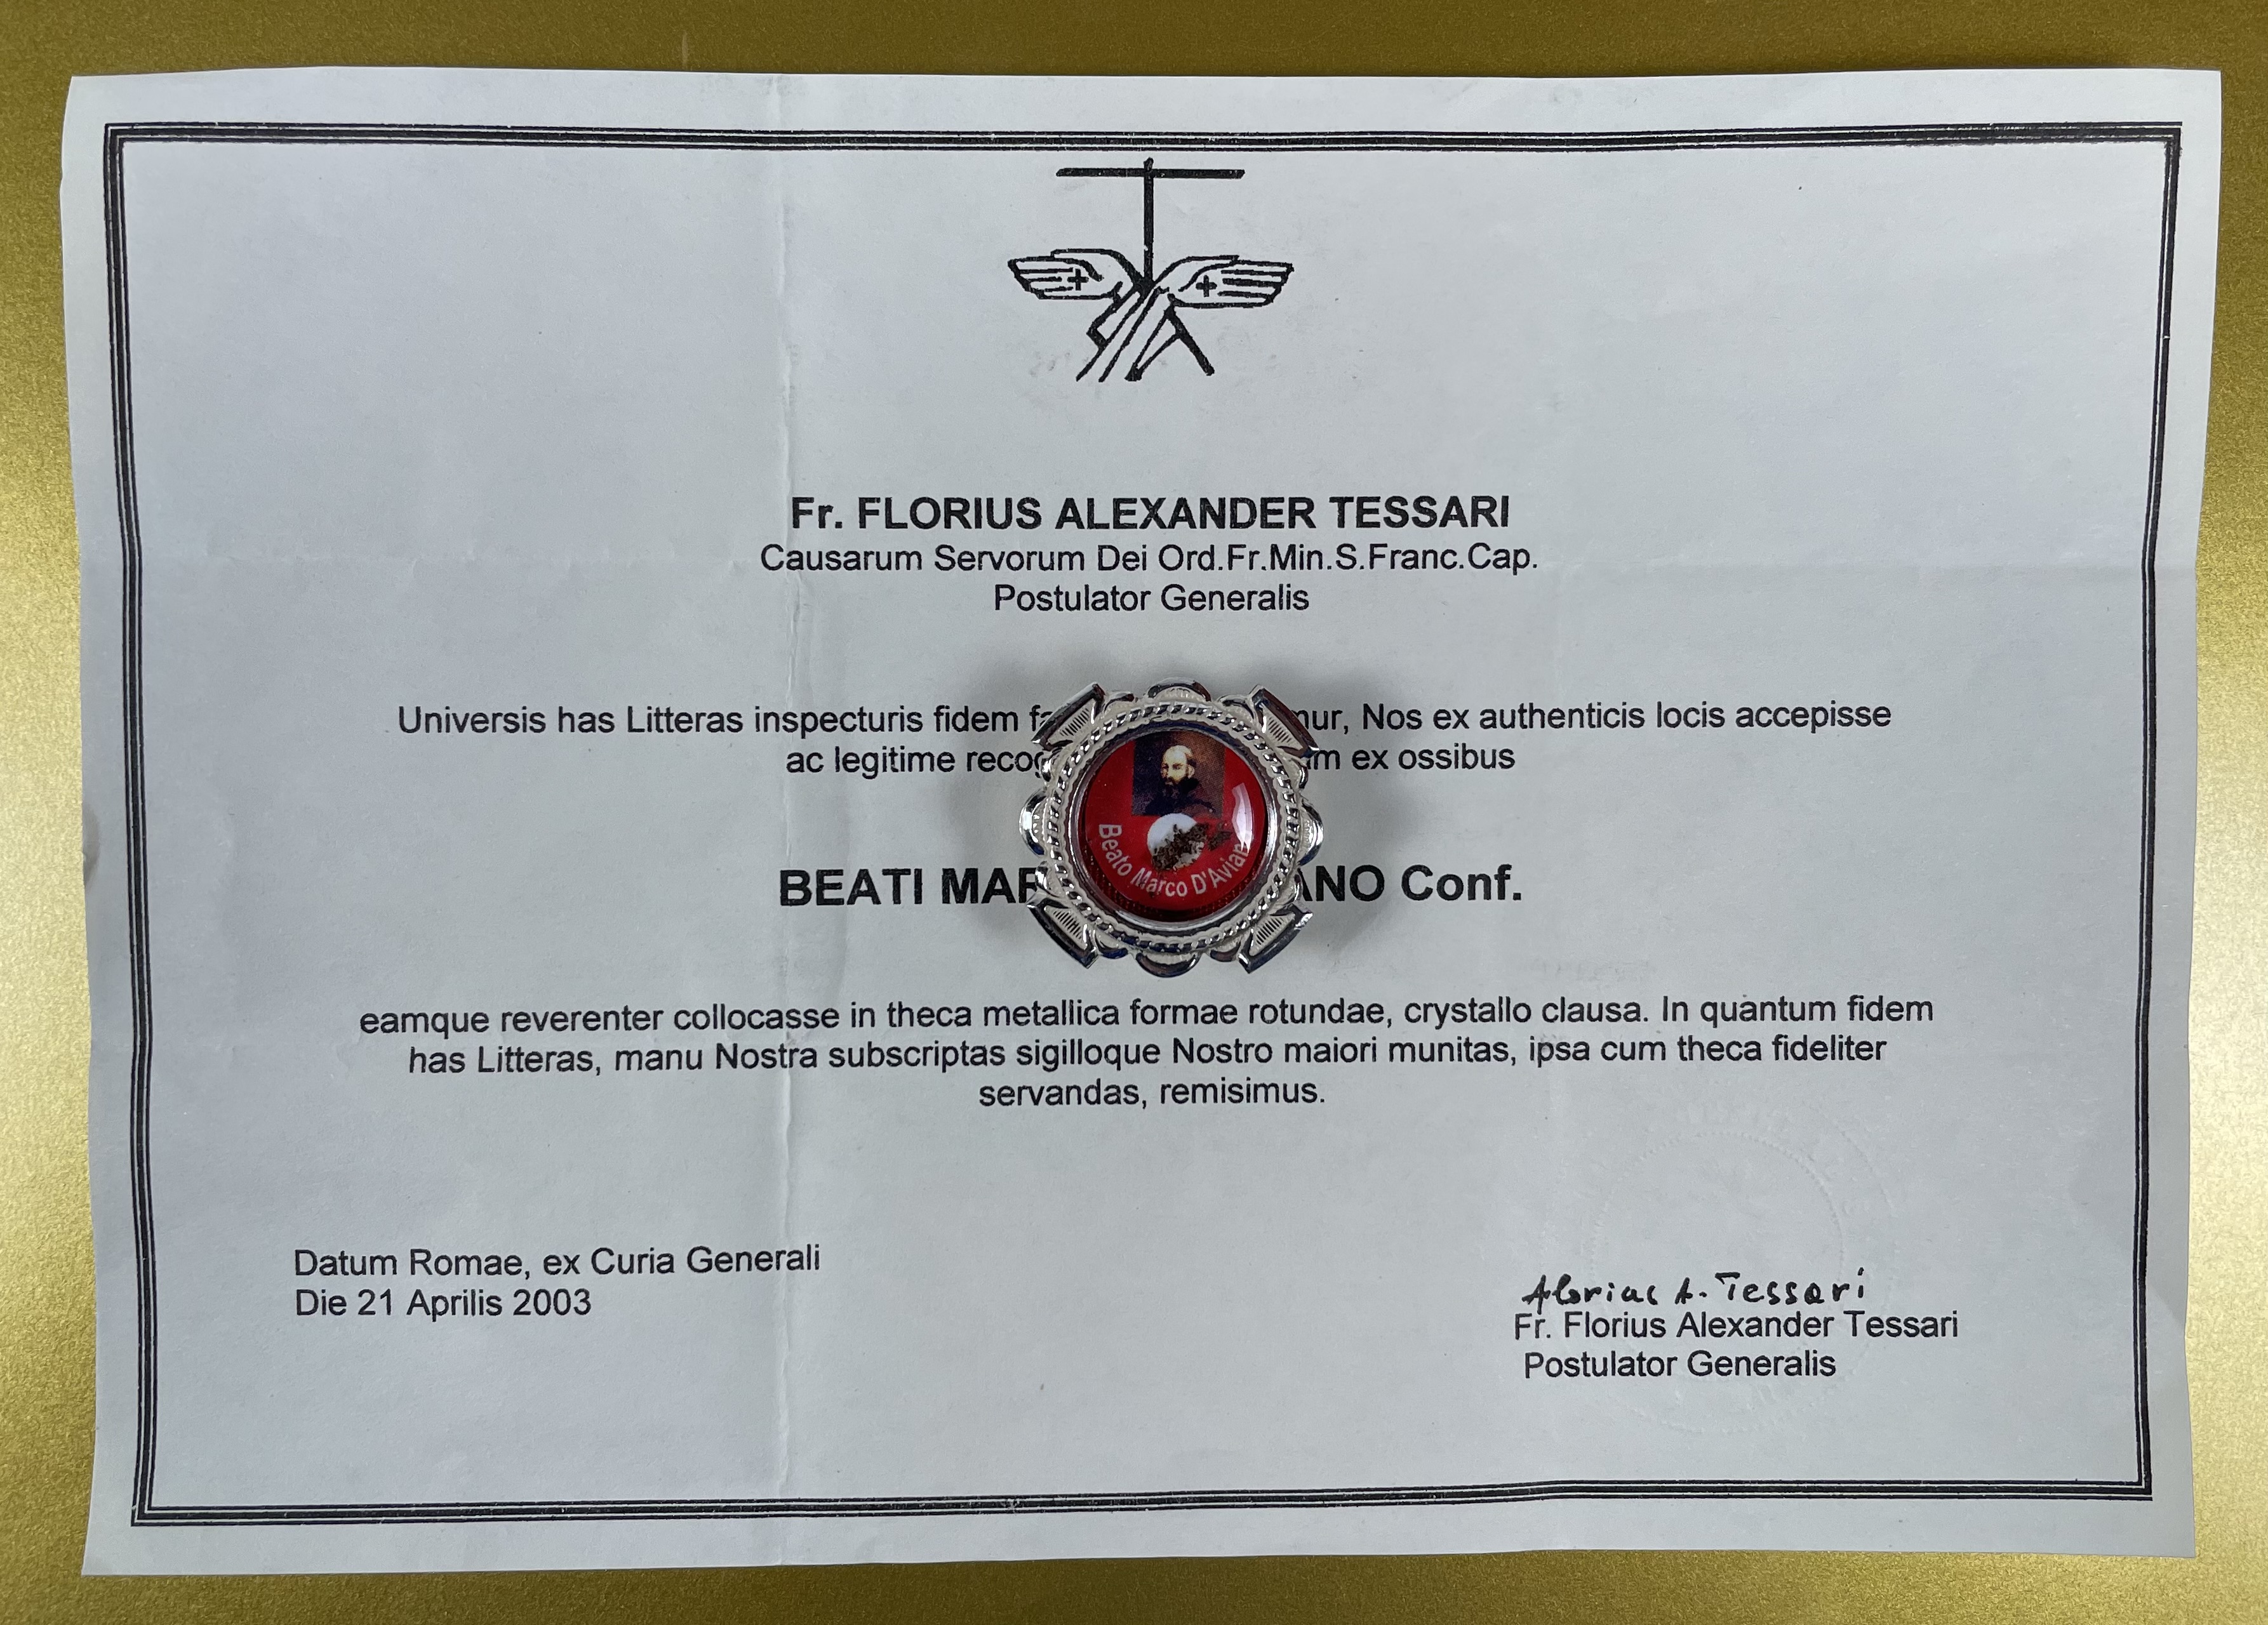 Fr. FLORIUS ALEXANDER TESSARI
Causarum Servorum Dei Ord.Fr.Min.S.Franc.Cap.
Postulator Generalis
Universis has Litteras inspecturis fidem Nos ex authenticis locis accepisse
ac legitime ex ossibus
BEATI Conf.
Beato Marco
eamque reverenter collocasse in theca metallica formae rotundae, crystallo clausa. In quantum fidem
has Litteras, manu Nostra subscriptas sigilloque Nostro maiori munitas, ipsa cum theca fideliter
servandas, remisimus.
Datum Romae, ex Curia Generali
Die 21 Aprilis 2003
Florius A. Tessari
Fr. Florius Alexander Tessari
Postulator Generalis